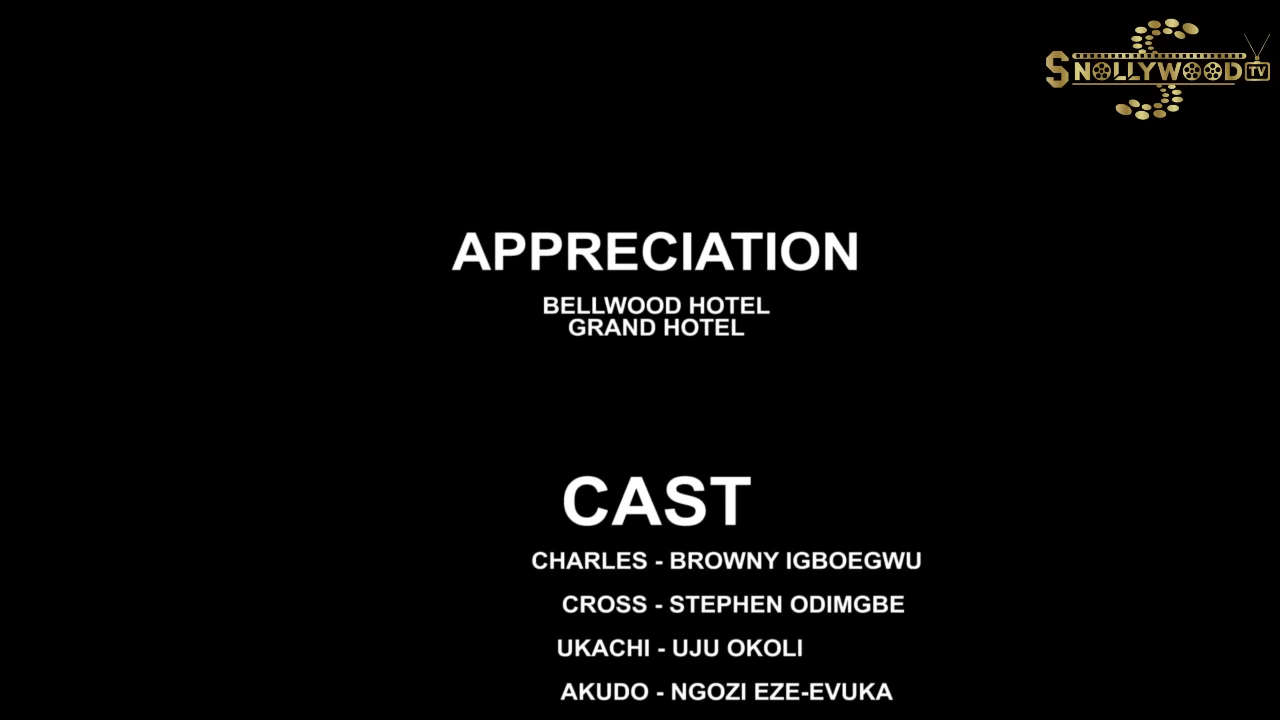 SNOLLYWOOD TV
APPRECIATION
BELLWOOD HOTEL
GRAND HOTEL
CAST
CHARLES - BROWNY IGBOEGWU
CROSS - STEPHEN ODIMGBE
UKACHI - UJU OKOLI
AKUDO - NGOZI EZE-EVUKA